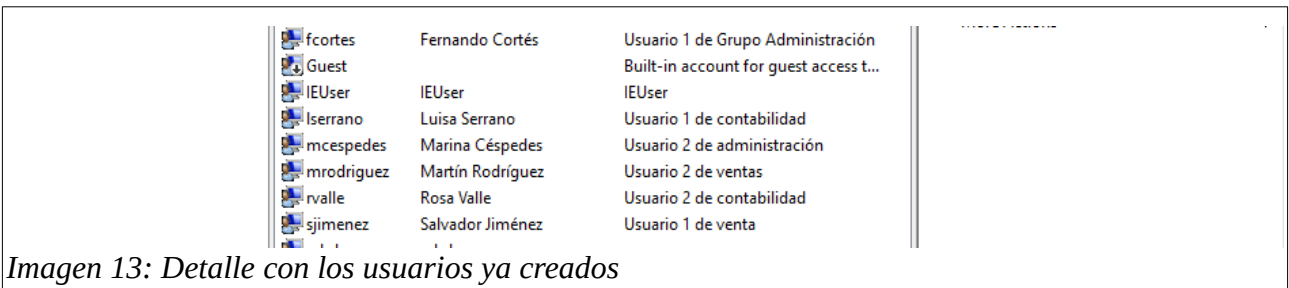 fcortes Fernando Cortés Usuario 1 de Grupo Administración
Guest Built-in account for guest access t...
IEUser IEUser IEUser
lserrano Luisa Serrano Usuario 1 de contabilidad
mcespedes Marina Céspedes Usuario 2 de administración
mrodriguez Martín Rodríguez Usuario 2 de ventas
rvalle Rosa Valle Usuario 2 de contabilidad
sjimenez Salvador Jiménez Usuario 1 de venta
Imagen 13: Detalle con los usuarios ya creados